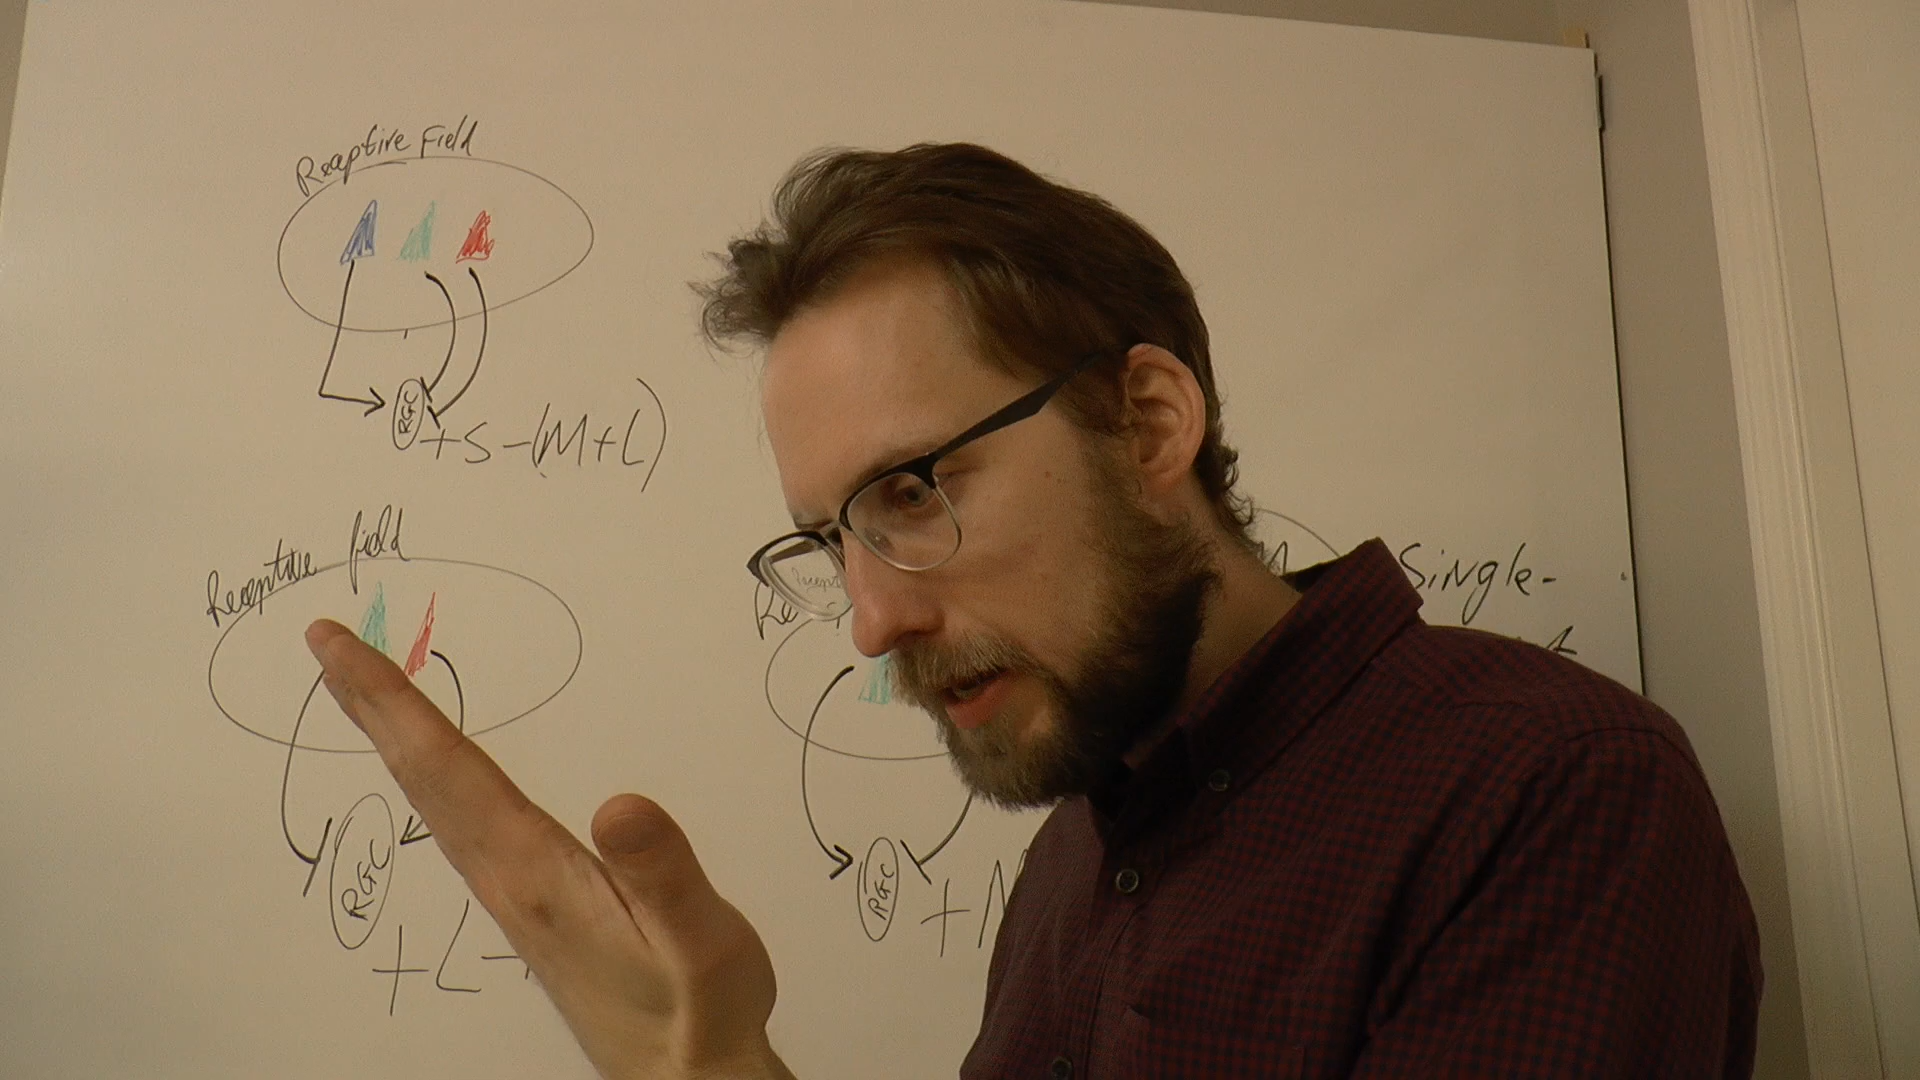 Receptive Field
RGC
+S-(M+L)
Receptive field
RGC
+L-
Single-
RGC
+